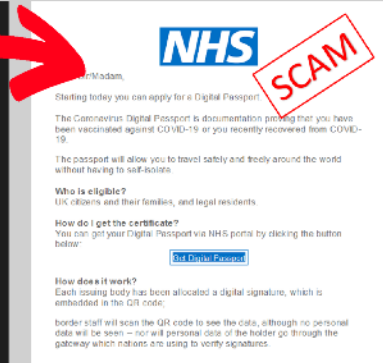 NHS
SCAM
r/Madam,
Starting today you can apply for a Digital Passport.
The Coronavirus Digital Passport is documentation proving that you have
been vaccinated against COVID-19 or you recently recovered from COVID-
19.
The passport will allow you to travel safely and freely around the world
without having to self-isolate.
Who is eligible?
UK citizens and their families, and legal residents.
How do I get the certificate?
You can get your Digital Passport via NHS portal by clicking the button
below:
Get Digital Passport
How does it work?
Each issuing body has been allocated a digital signature, which is
embedded in the QR code;
border staff will scan the QR code to see the data, although no personal
data will be seen – nor will personal data of the holder go through the
gateway which nations are using to verify signatures.